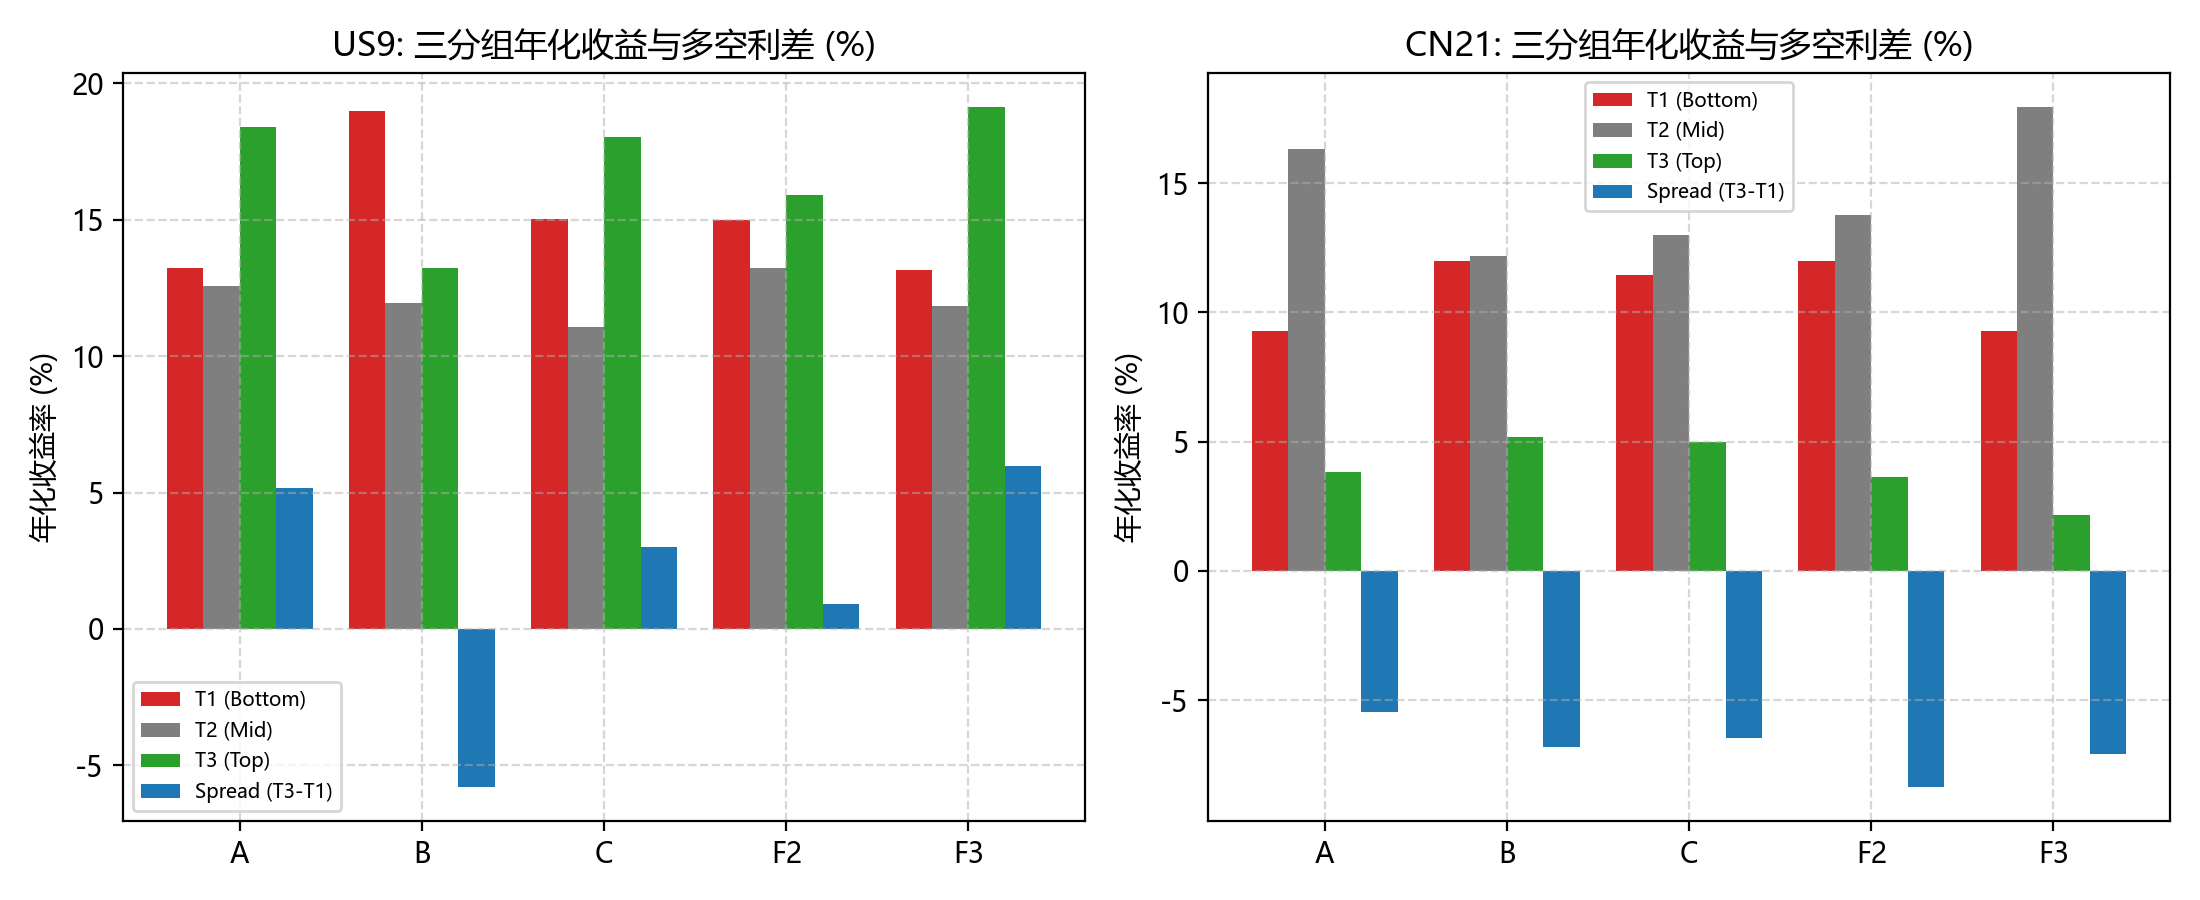 US9: 三分组年化收益与多空利差 (%)
年化收益率 (%)
20
15
10
5
0
-5
T1 (Bottom)
T2 (Mid)
T3 (Top)
Spread (T3-T1)
A B C F2 F3
CN21: 三分组年化收益与多空利差 (%)
年化收益率 (%)
T1 (Bottom)
T2 (Mid)
T3 (Top)
Spread (T3-T1)
15
10
5
0
-5
A B C F2 F3